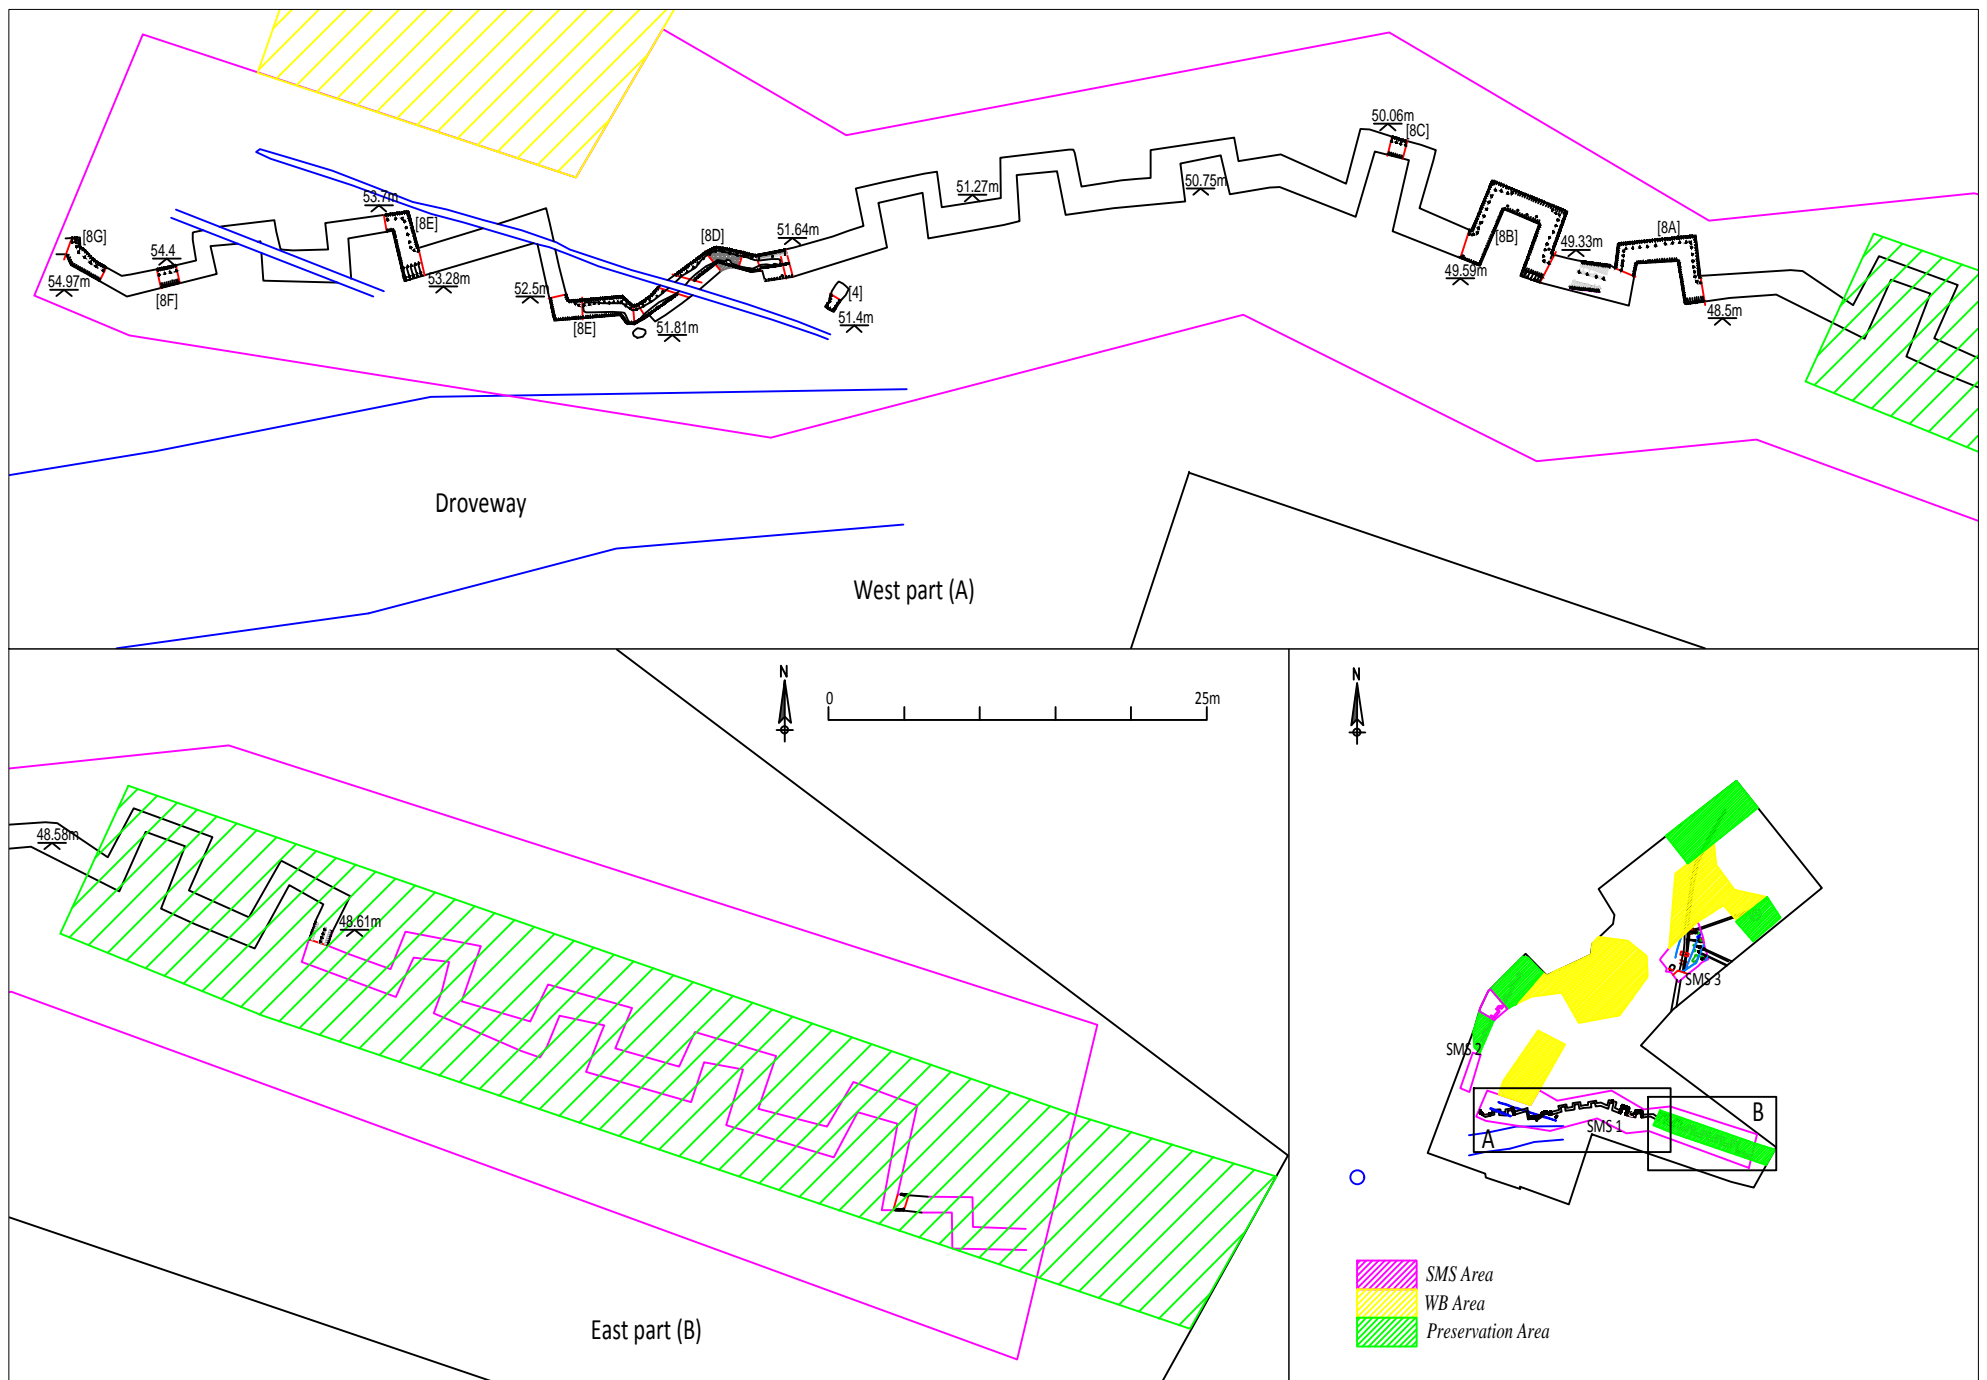 50.06m
[8C]
53.7m
[8E]
[8G]
54.4
54.97m
[8F]
53.28m
52.5m
[8E]
51.81m
[8D]
51.64m
[4]
51.4m
51.27m
50.75m
[8B]
49.59m
49.33m
[8A]
48.5m
Droveway
West part (A)
N
0
25m
48.58m
48.61m
East part (B)
N
SMS 3
SMS 2
SMS 1
A
B
SMS Area
WB Area
Preservation Area